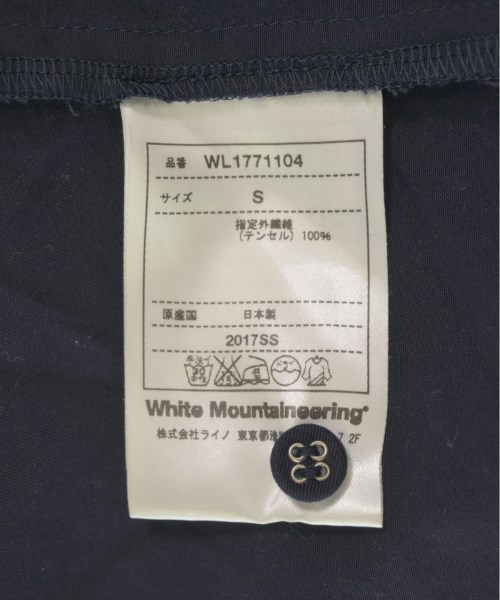 品番 WL1771104
サイズ S
指定外繊維
(テンセル) 100%
原産国 日本製
2017SS
White Mountaineering®
株式会社ライノ 東京都 7 2F